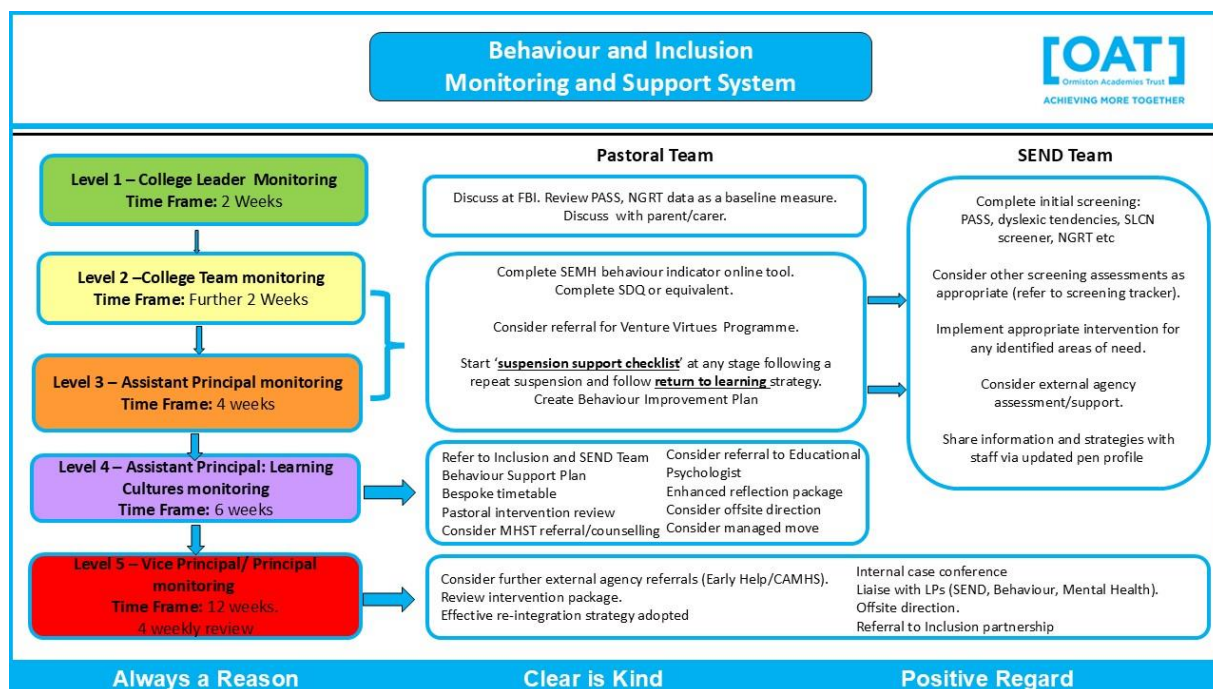 Behaviour and Inclusion
Monitoring and Support System
[OAT]
Ormiston Academies Trust
ACHIEVING MORE TOGETHER
Pastoral Team
SEND Team
Level 1 – College Leader Monitoring
Time Frame: 2 Weeks
Discuss at FBI. Review PASS, NGRT data as a baseline measure.
Discuss with parent/carer.
Level 2 –College Team monitoring
Time Frame: Further 2 Weeks
Level 3 – Assistant Principal monitoring
Time Frame: 4 weeks
Complete SEMH behaviour indicator online tool.
Complete SDQ or equivalent.
Consider referral for Venture Virtues Programme.
Start ‘suspension support checklist’ at any stage following a
repeat suspension and follow return to learning strategy.
Create Behaviour Improvement Plan
Complete initial screening:
PASS, dyslexic tendencies, SLCN
screener, NGRT etc
Consider other screening assessments as
appropriate (refer to screening tracker).
Implement appropriate intervention for
any identified areas of need.
Consider external agency
assessment/support.
Share information and strategies with
staff via updated pen profile
Level 4 – Assistant Principal: Learning
Cultures monitoring
Time Frame: 6 weeks
Refer to Inclusion and SEND Team
Behaviour Support Plan
Bespoke timetable
Pastoral intervention review
Consider MHST referral/counselling
Consider referral to Educational
Psychologist
Enhanced reflection package
Consider offsite direction
Consider managed move
Level 5 – Vice Principal/ Principal
monitoring
Time Frame: 12 weeks.
4 weekly review
Consider further external agency referrals (Early Help/CAMHS).
Review intervention package.
Effective re-integration strategy adopted
Internal case conference
Liaise with LPs (SEND, Behaviour, Mental Health).
Offsite direction.
Referral to Inclusion partnership
Always a Reason
Clear is Kind
Positive Regard